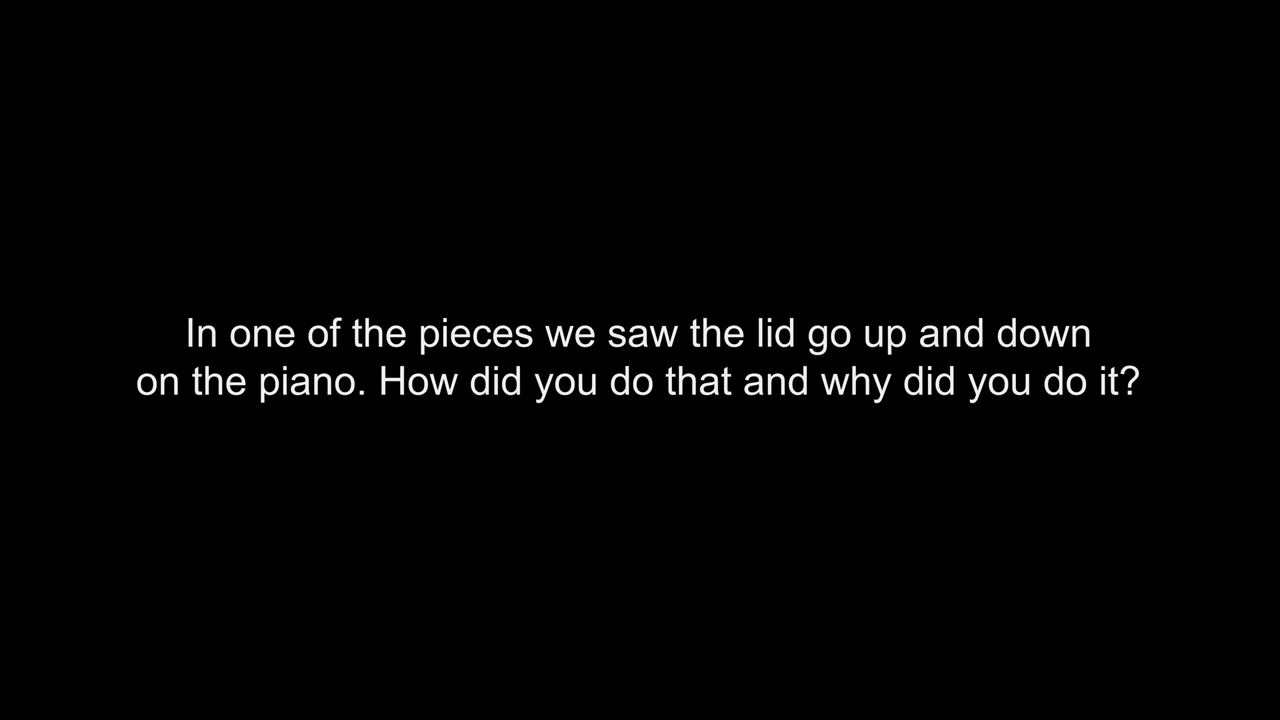 In one of the pieces we saw the lid go up and down
on the piano. How did you do that and why did you do it?